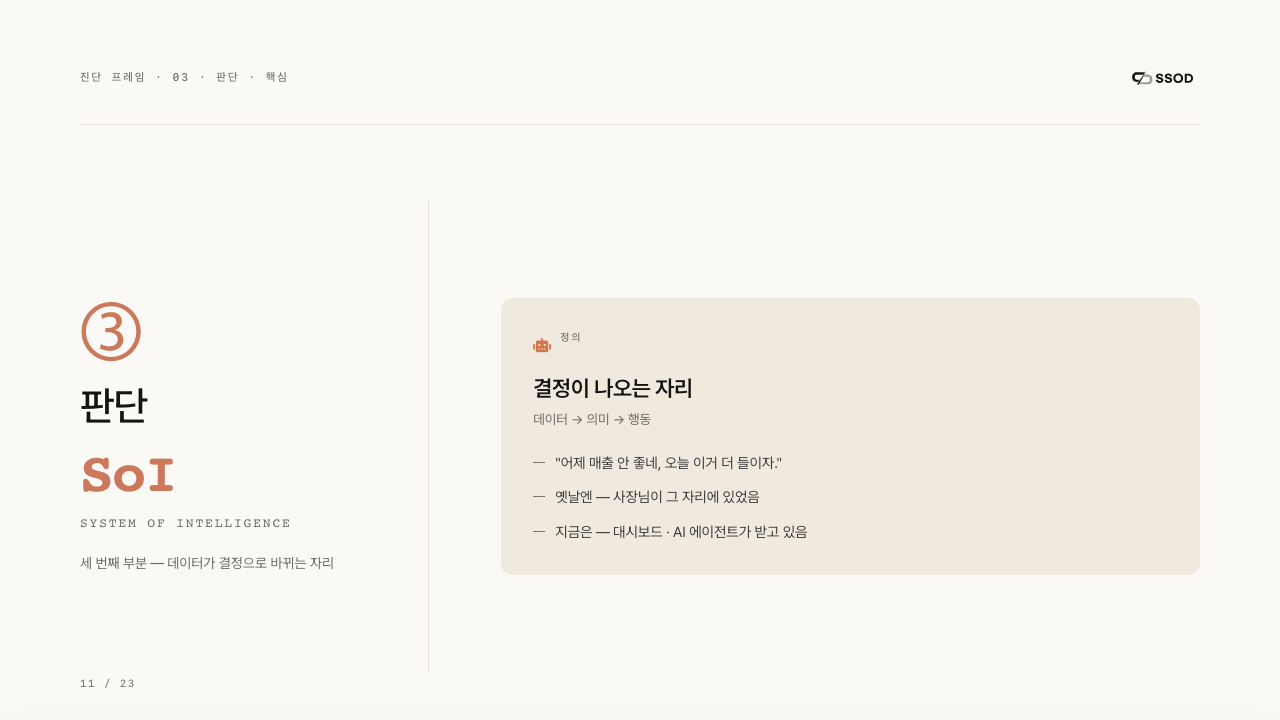 진단 프레임 · 03 · 판단 · 핵심
SSOD
③
판단
SoI
SYSTEM OF INTELLIGENCE
세 번째 부분 — 데이터가 결정으로 바뀌는 자리
정의
결정이 나오는 자리
데이터 → 의미 → 행동
— "어제 매출 안 좋네, 오늘 이거 더 들이자."
— 옛날엔 — 사장님이 그 자리에 있었음
— 지금은 — 대시보드 · AI 에이전트가 받고 있음
11 / 23